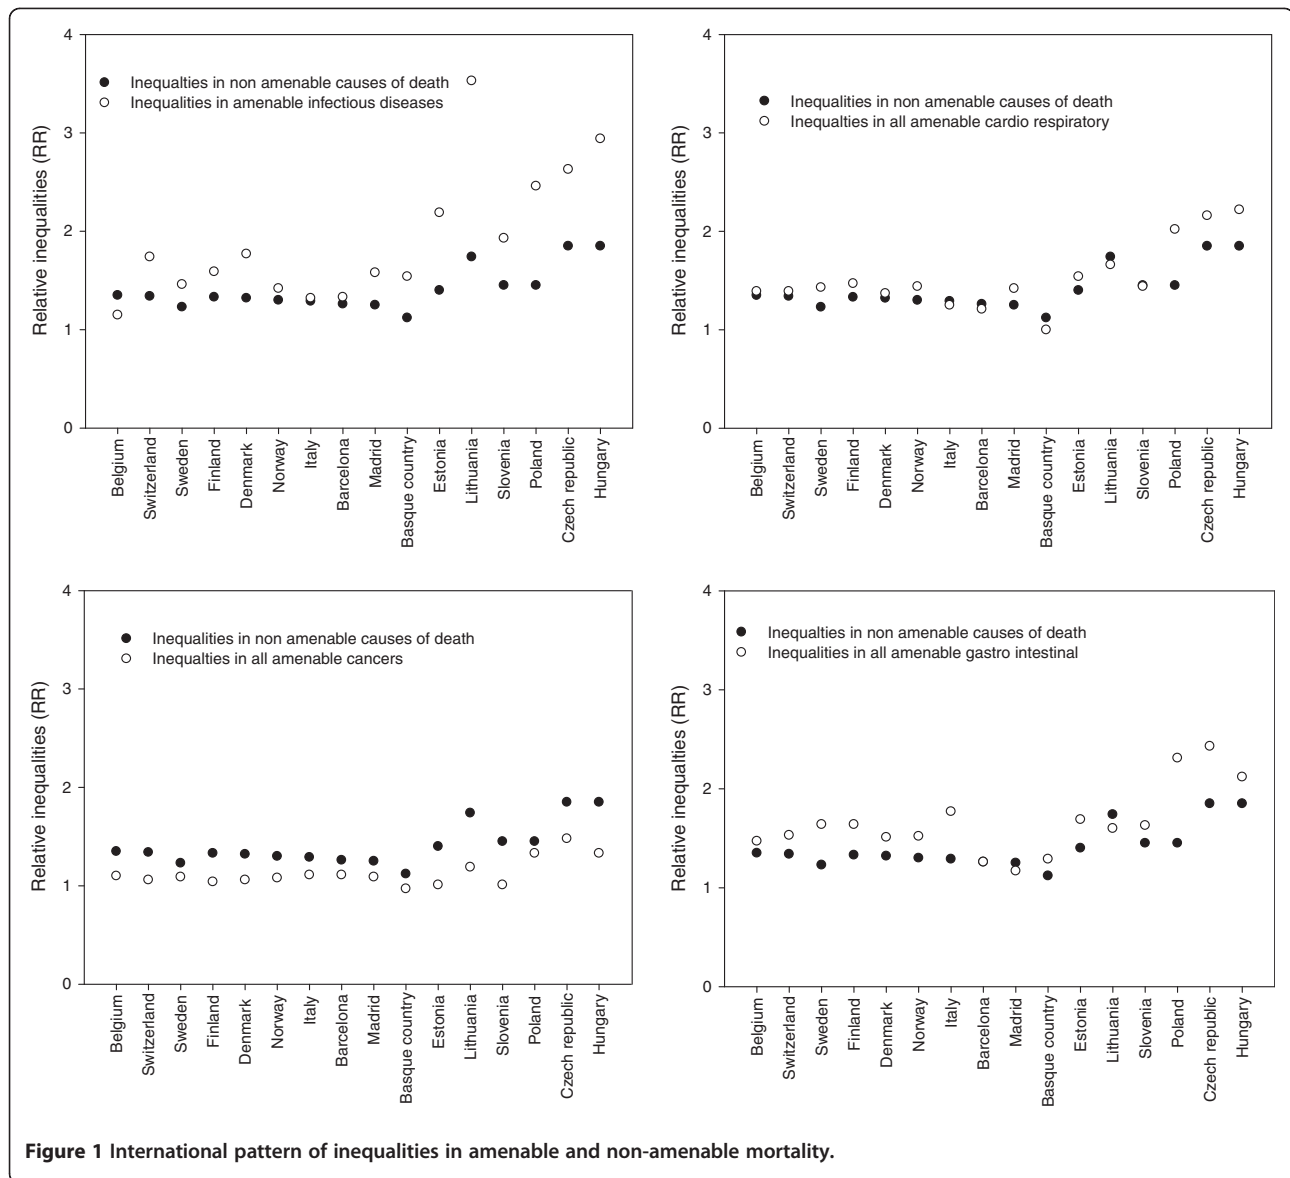 4
3
2
1
0
Relative inequalities (RR)
Inequalties in non amenable causes of death
Inequalities in amenable infectious diseases
Belgium
Switzerland
Sweden
Finland
Denmark
Norway
Italy
Barcelona
Madrid
Basque country
Estonia
Lithuania
Slovenia
Poland
Czech republic
Hungary
4
3
2
1
0
Relative inequalities (RR)
Inequalities in non amenable causes of death
Inequalties in all amenable cardio respiratory
Belgium
Switzerland
Sweden
Finland
Denmark
Norway
Italy
Barcelona
Madrid
Basque country
Estonia
Lithuania
Slovenia
Poland
Czech republic
Hungary
4
3
2
1
0
Relative inequalities (RR)
Inequalities in non amenable causes of death
Inequalties in all amenable cancers
Belgium
Switzerland
Sweden
Finland
Denmark
Norway
Italy
Barcelona
Madrid
Basque country
Estonia
Lithuania
Slovenia
Poland
Czech republic
Hungary
4
3
2
1
0
Relative inequalties (RR)
Inequalties in non amenable causes of death
Inequalities in all amenable gastro intestinal
Belgium
Switzerland
Sweden
Finland
Denmark
Norway
Italy
Barcelona
Madrid
Basque country
Estonia
Lithuania
Slovenia
Poland
Czech republic
Hungary
Figure 1 International pattern of inequalities in amenable and non-amenable mortality.